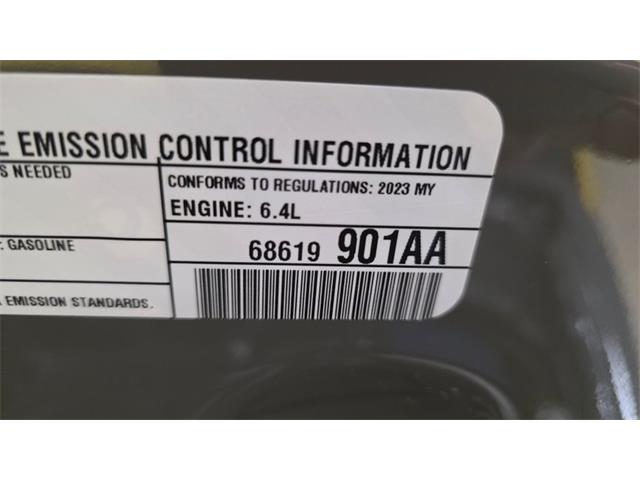 E EMISSION CONTROL INFORMATION
S NEEDED
CONFORMS TO REGULATIONS: 2023 MY
ENGINE: 6.4L
: GASOLINE
68619 901AA
EMISSION STANDARDS.